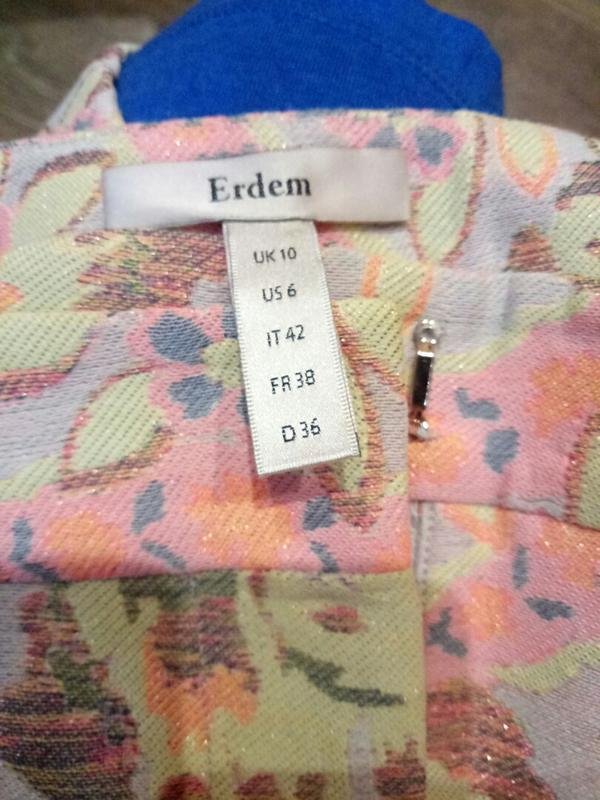 Erdem
UK 10
US 6
IT 42
FR 38
D 36